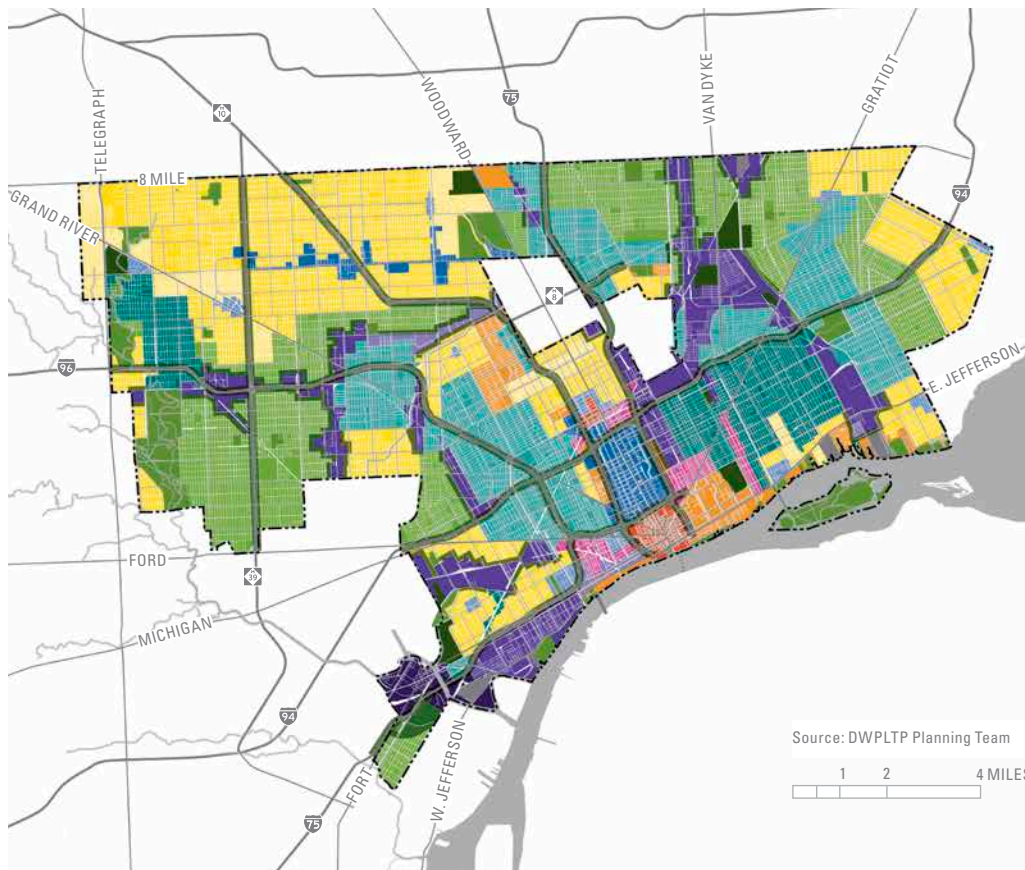 TELEGRAPH
10
WOODWARD
75
VAN DYKE
GRATIOT
8 MILE
94
GRAND RIVER
8
96
E. JEFFERSON
FORD
39
MICHIGAN
94
FORT
W. JEFFERSON
75
Source: DWPLTP Planning Team
1 2 4 MILES